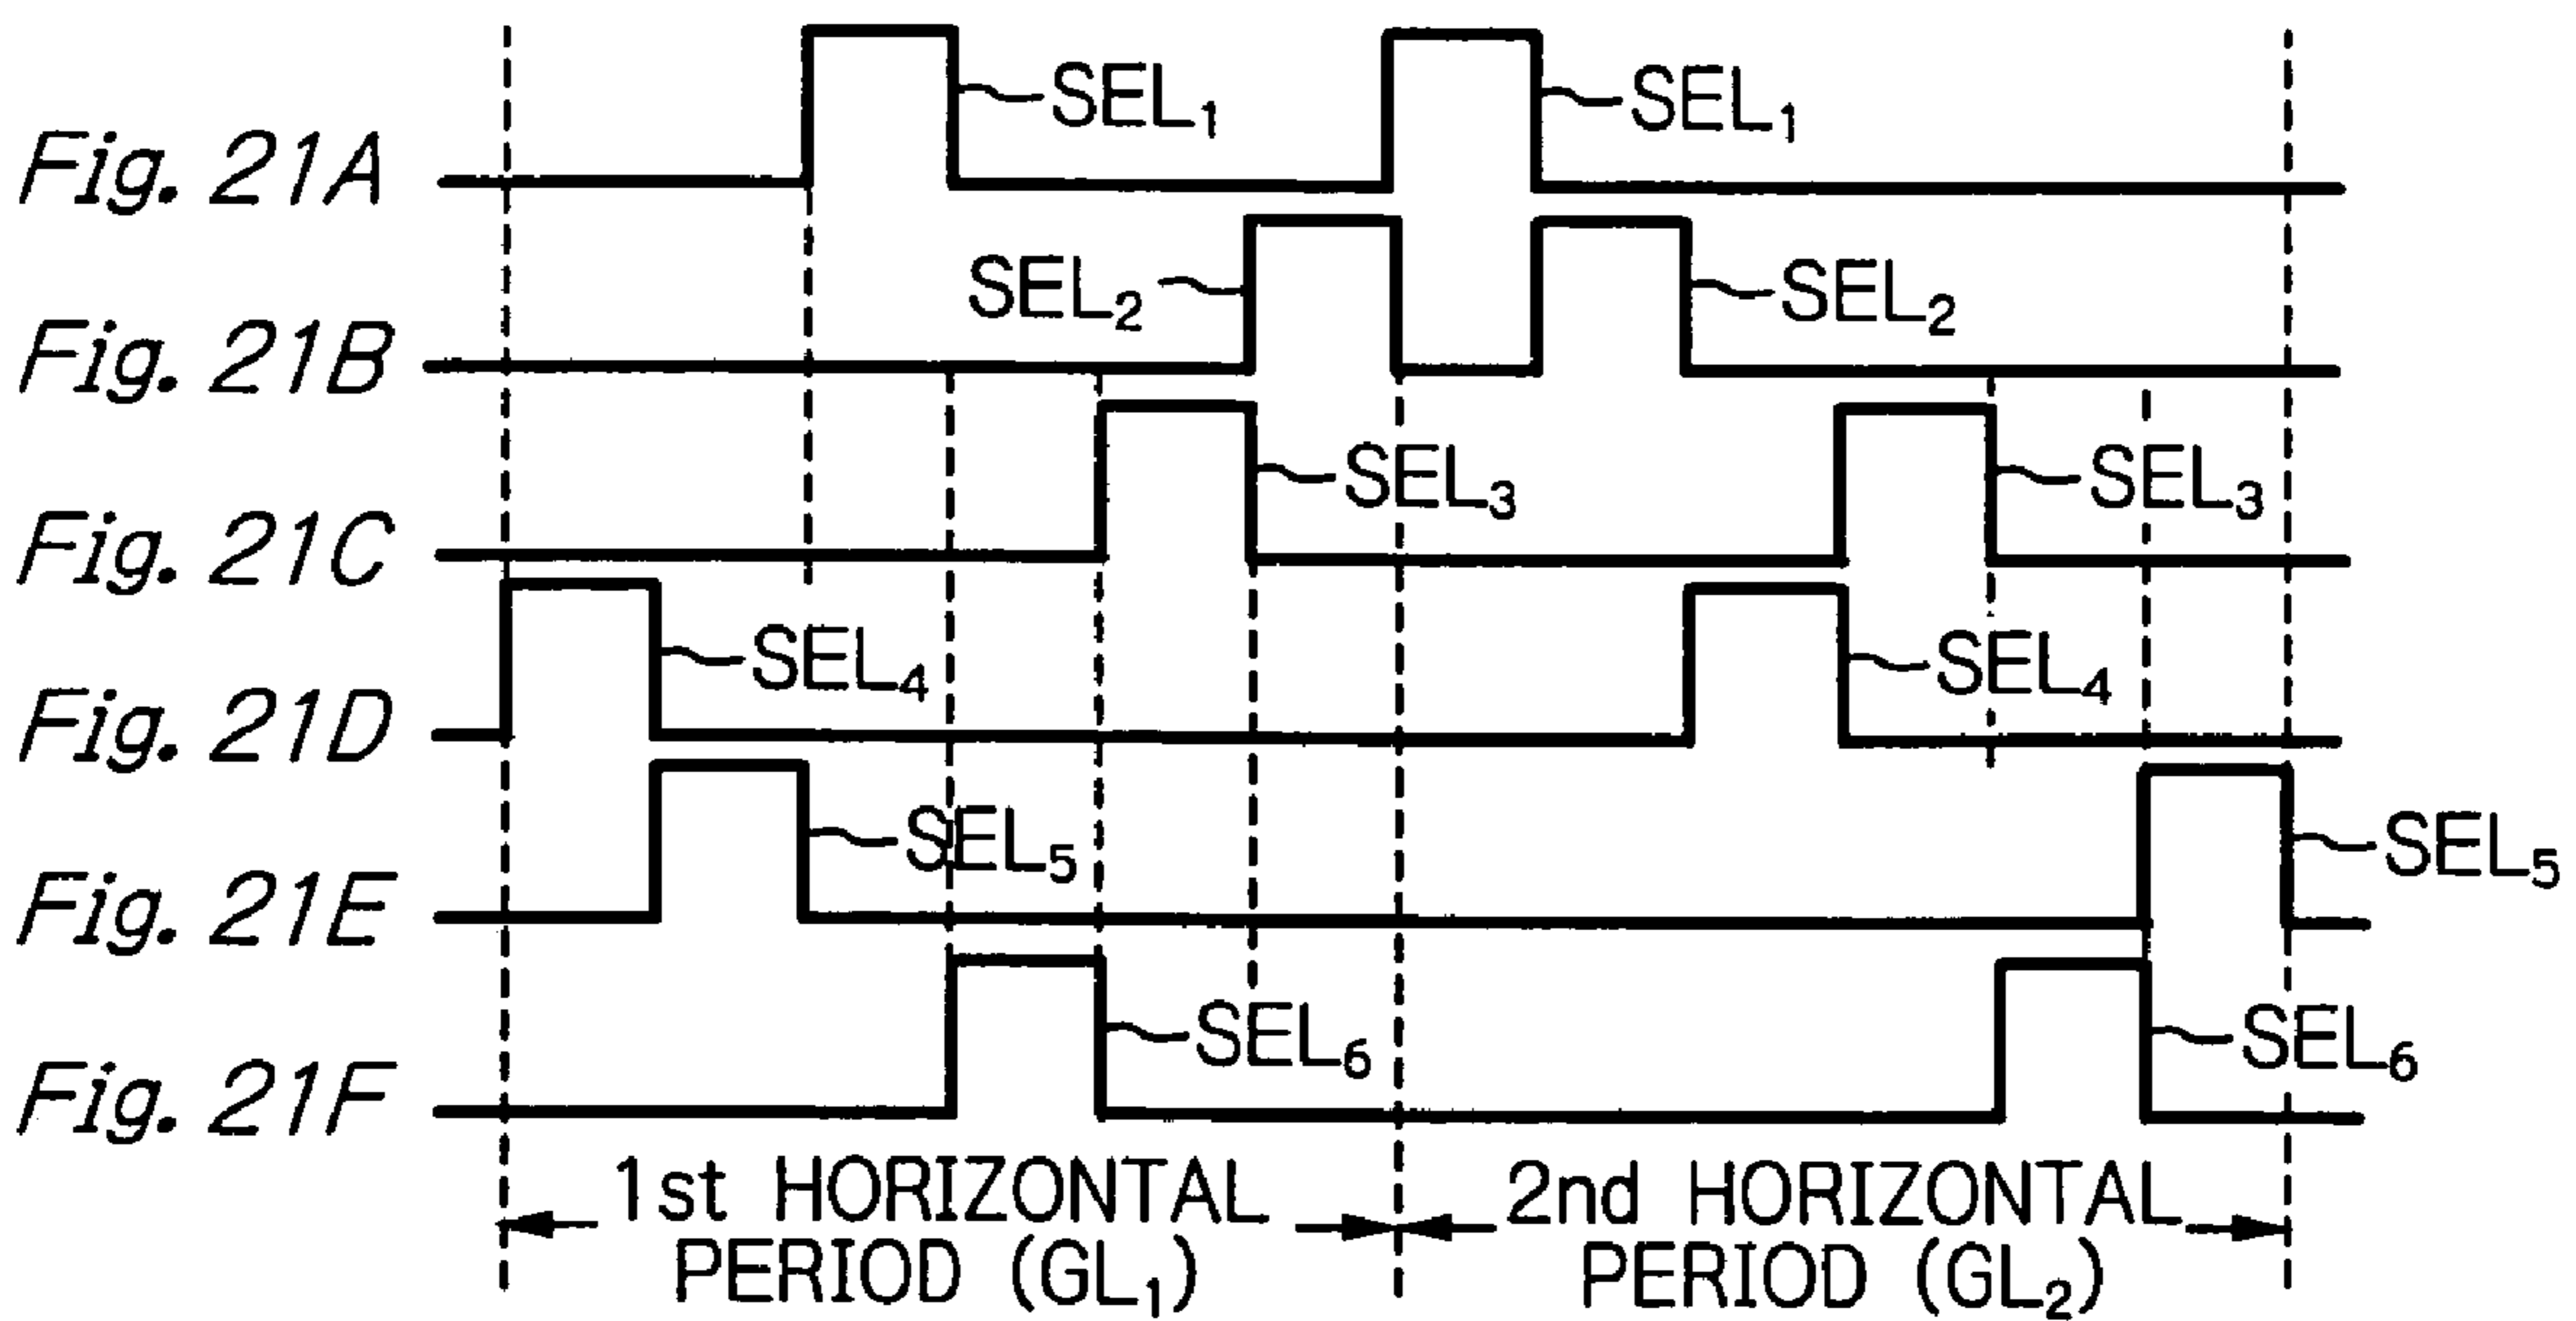 Fig. 21A
SEL1
SEL1
Fig. 21B
SEL2
SEL2
Fig. 21C
SEL3
SEL3
Fig. 21D
SEL4
SEL4
Fig. 21E
SEL5
SEL5
Fig. 21F
SEL6
SEL6
1st HORIZONTAL
PERIOD (GL1)
2nd HORIZONTAL
PERIOD (GL2)